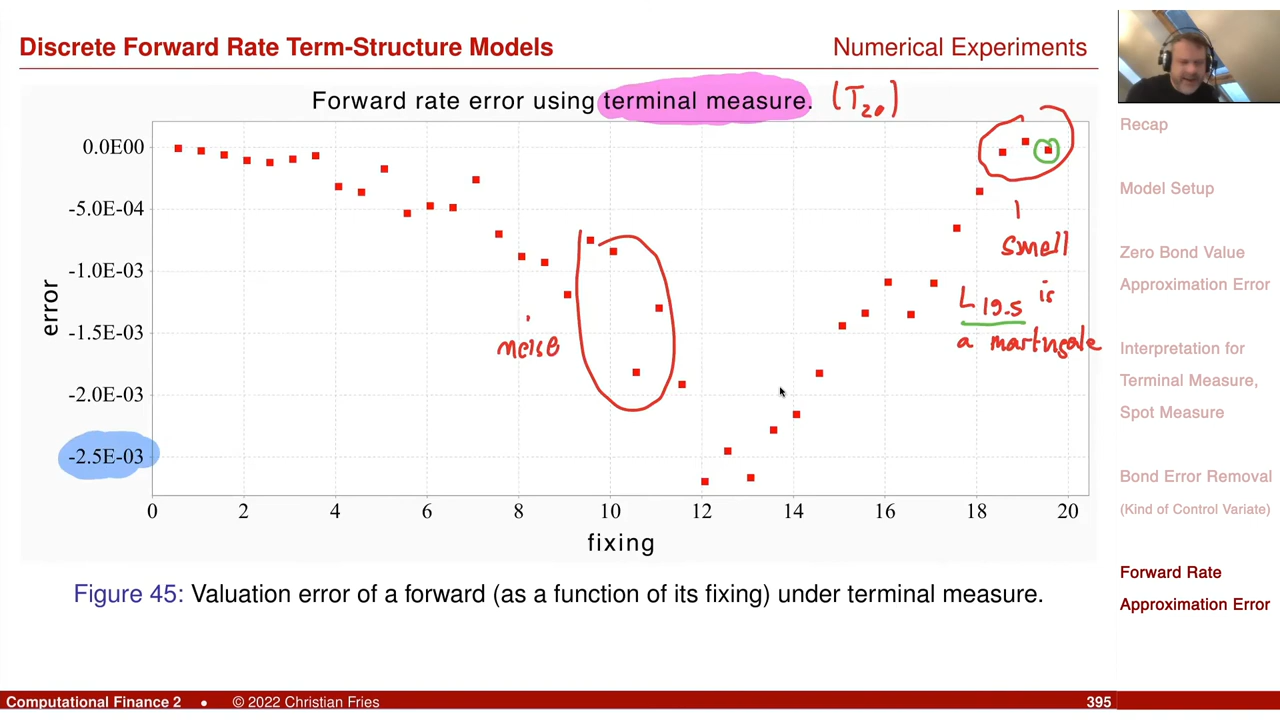 Discrete Forward Rate Term-Structure Models
Numerical Experiments
Forward rate error using terminal measure. (T20)
0.0E00
-5.0E-04
-1.0E-03
-1.5E-03
-2.0E-03
-2.5E-03
error
0 2 4 6 8 10 12 14 16 18 20
fixing
noise
small
L19.5 is
a martingale
Figure 45: Valuation error of a forward (as a function of its fixing) under terminal measure.
Recap
Model Setup
Zero Bond Value
Approximation Error
Interpretation for
Terminal Measure,
Spot Measure
Bond Error Removal
(Kind of Control Variate)
Forward Rate
Approximation Error
Computational Finance 2 • © 2022 Christian Fries 395